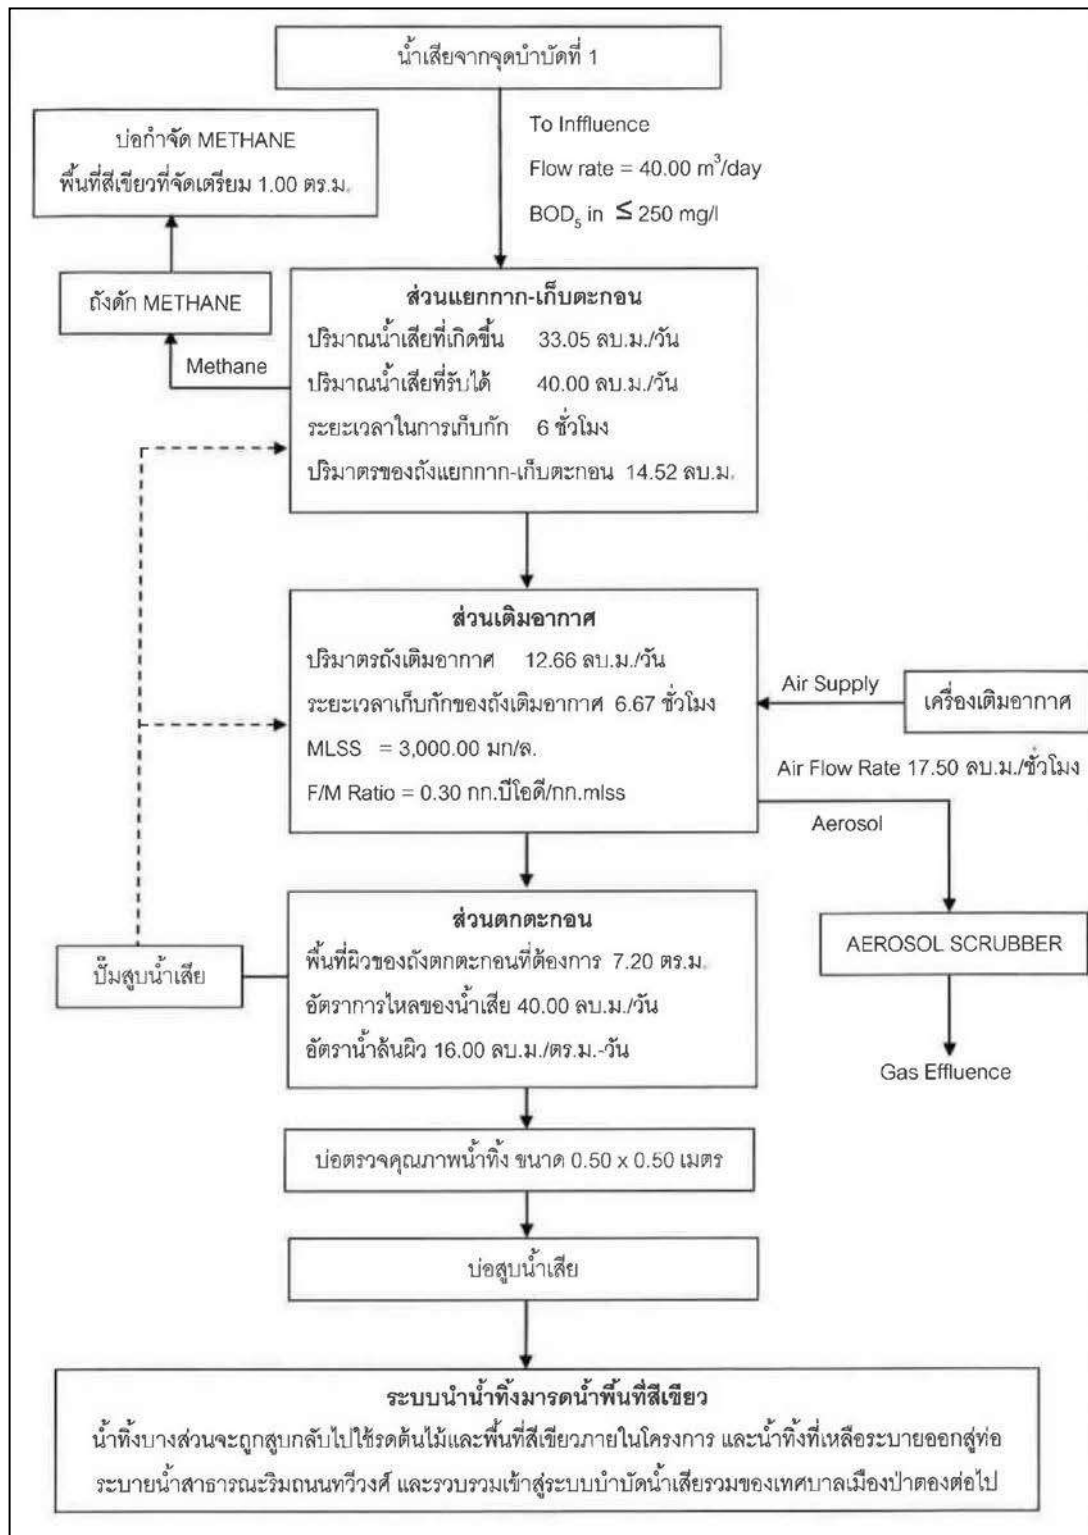 น้ำเสียจากจุดบำบัดที่ 1
To Inffluence
Flow rate = 40.00 m³/day
BOD₅ in ≤ 250 mg/l
บ่อกำจัด METHANE
พื้นที่สีเขียวที่จัดเตรียม 1.00 ตร.ม.
ถังดัก METHANE
Methane
ส่วนแยกกาก-เก็บตะกอน
ปริมาณน้ำเสียที่เกิดขึ้น 33.05 ลบ.ม./วัน
ปริมาณน้ำเสียที่รับได้ 40.00 ลบ.ม./วัน
ระยะเวลาในการเก็บกัก 6 ชั่วโมง
ปริมาตรของถังแยกกาก-เก็บตะกอน 14.52 ลบ.ม.
ส่วนเติมอากาศ
ปริมาตรถังเติมอากาศ 12.66 ลบ.ม./วัน
ระยะเวลาเก็บกักของถังเติมอากาศ 6.67 ชั่วโมง
MLSS = 3,000.00 มก/ล.
F/M Ratio = 0.30 กก.บีโอดี/กก.mlss
Air Supply
เครื่องเติมอากาศ
Air Flow Rate 17.50 ลบ.ม./ชั่วโมง
Aerosol
AEROSOL SCRUBBER
Gas Effluence
ส่วนตกตะกอน
พื้นที่ผิวของถังตกตะกอนที่ต้องการ 7.20 ตร.ม.
อัตราการไหลของน้ำเสีย 40.00 ลบ.ม./วัน
อัตราน้ำล้นผิว 16.00 ลบ.ม./ตร.ม.-วัน
ปั๊มสูบน้ำเสีย
บ่อตรวจคุณภาพน้ำทิ้ง ขนาด 0.50 x 0.50 เมตร
บ่อสูบน้ำเสีย
ระบบนำน้ำทิ้งมารดน้ำพื้นที่สีเขียว
น้ำทิ้งบางส่วนจะถูกสูบกลับไปใช้รดต้นไม้และพื้นที่สีเขียวภายในโครงการ และน้ำทิ้งที่เหลือระบายออกสู่ท่อ
ระบายน้ำสาธารณะริมถนนทวีวงศ์ และรวบรวมเข้าสู่ระบบบำบัดน้ำเสียรวมของเทศบาลเมืองป่าตองต่อไป